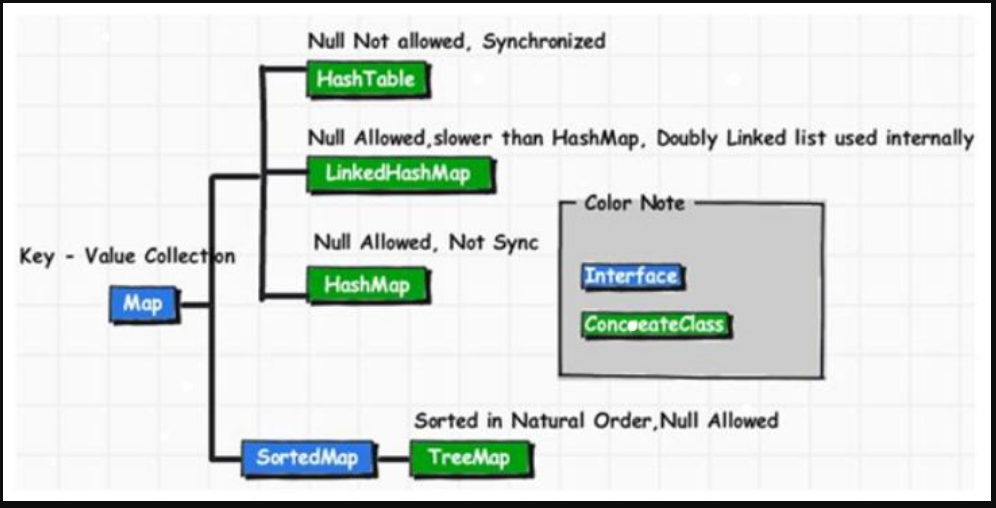 Null Not allowed, Synchronized
HashTable
Null Allowed,slower than HashMap, Doubly Linked list used internally
LinkedHashMap
Color Note
Null Allowed, Not Sync
Key - Value Collection
Interface
HashMap
Map
ConcreateClass
Sorted in Natural Order,Null Allowed
SortedMap
TreeMap